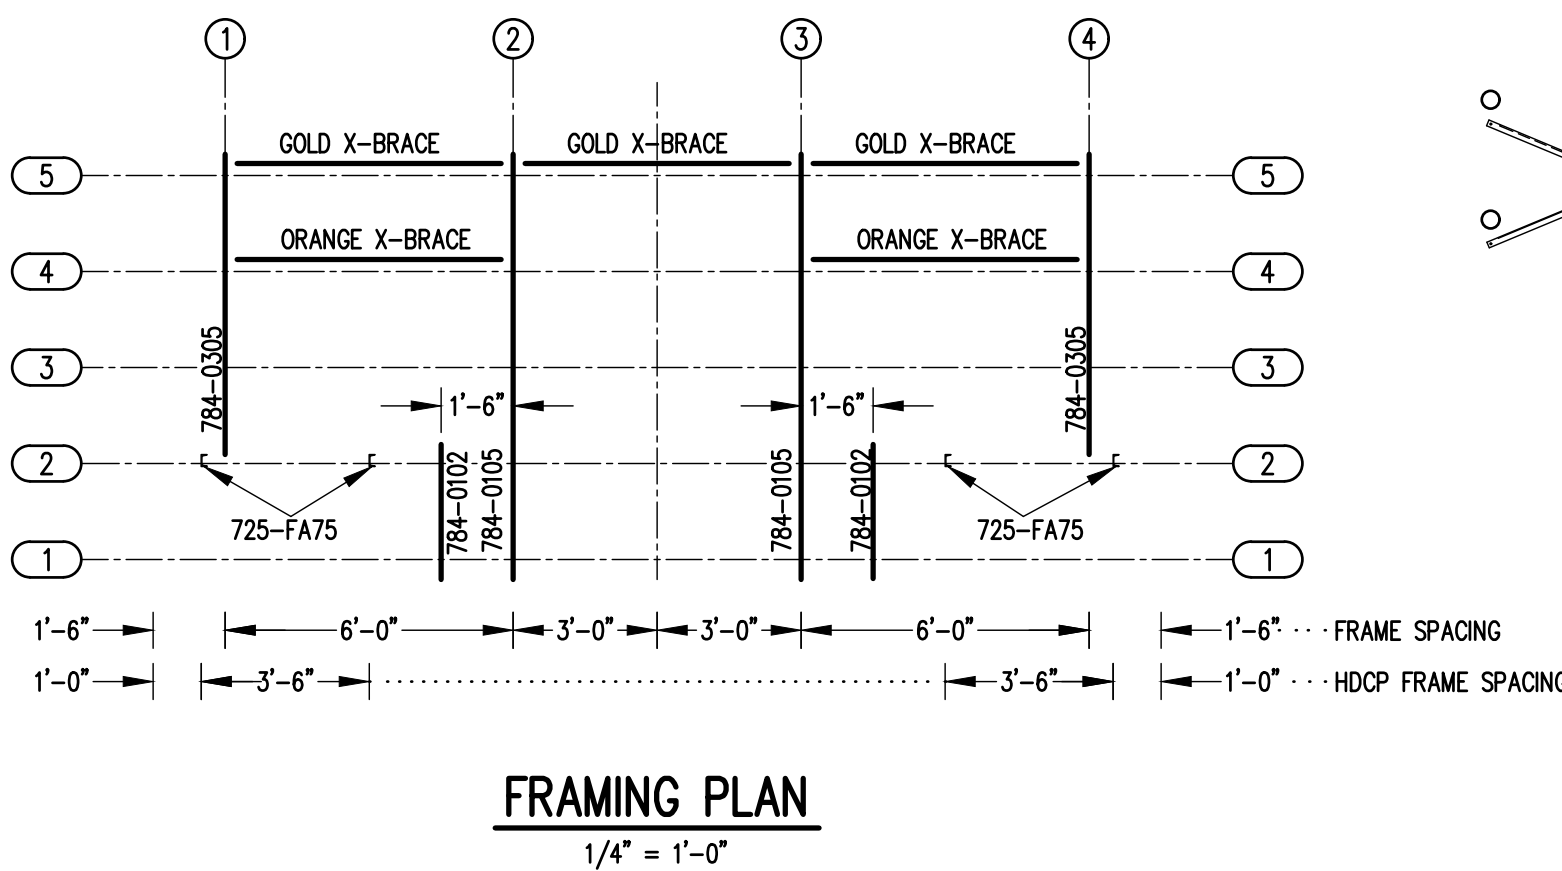 1 2 3 4
GOLD X-BRACE GOLD X-BRACE GOLD X-BRACE
5 5
ORANGE X-BRACE ORANGE X-BRACE
4 4
784-0305 784-0305
3 3
1'-6" 1'-6"
2 2
784-0102 784-0105 784-0105 784-0102
725-FA75 725-FA75
1 1
1'-6" 6'-0" 3'-0" 3'-0" 6'-0" 1'-6" FRAME SPACING
1'-0" 3'-6" 3'-6" 1'-0" HDCP FRAME SPACING
FRAMING PLAN
1/4" = 1'-0"